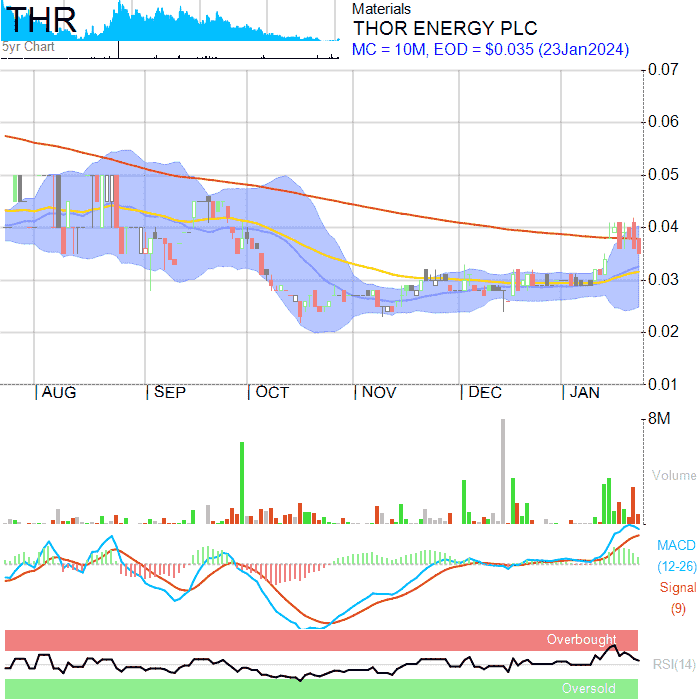 THR
5yr Chart
Materials
THOR ENERGY PLC
MC = 10M, EOD = $0.035 (23Jan2024)
0.07
0.06
0.05
0.04
0.03
0.02
0.01
AUG SEP OCT NOV DEC JAN
8M
Volume
MACD
(12-26)
Signal
(9)
Overbought
RSI(14)
Oversold